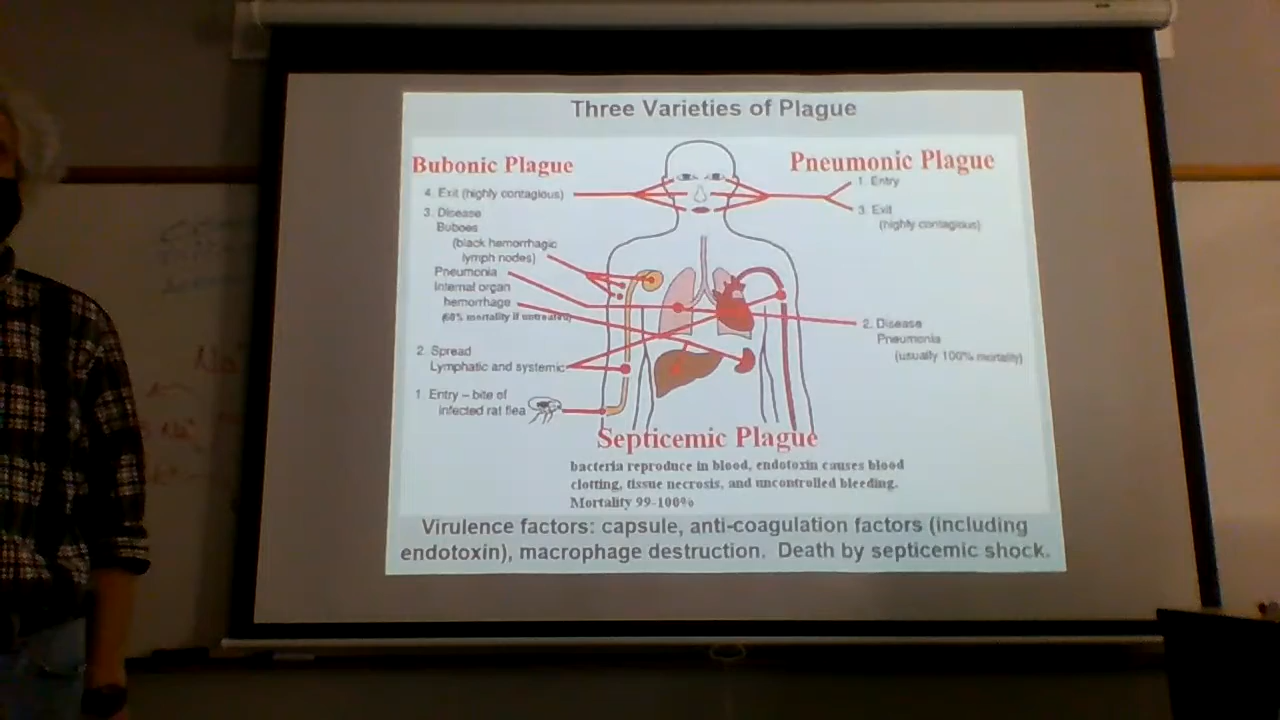 Three Varieties of Plague
Bubonic Plague
4. Exit (highly contagious)
3. Disease
Buboes
(black hemorrhagic
lymph nodes)
Pneumonia
Internal organ
hemorrhage
(60% mortality if untreated)
2. Spread
Lymphatic and systemic
1. Entry – bite of
infected rat flea
Pneumonic Plague
1. Entry
3. Exit
(highly contagious)
2. Disease
Pneumonia
(usually 100% mortality)
Septicemic Plague
bacteria reproduce in blood, endotoxin causes blood
clotting, tissue necrosis, and uncontrolled bleeding.
Mortality 99-100%
Virulence factors: capsule, anti-coagulation factors (including
endotoxin), macrophage destruction. Death by septicemic shock.